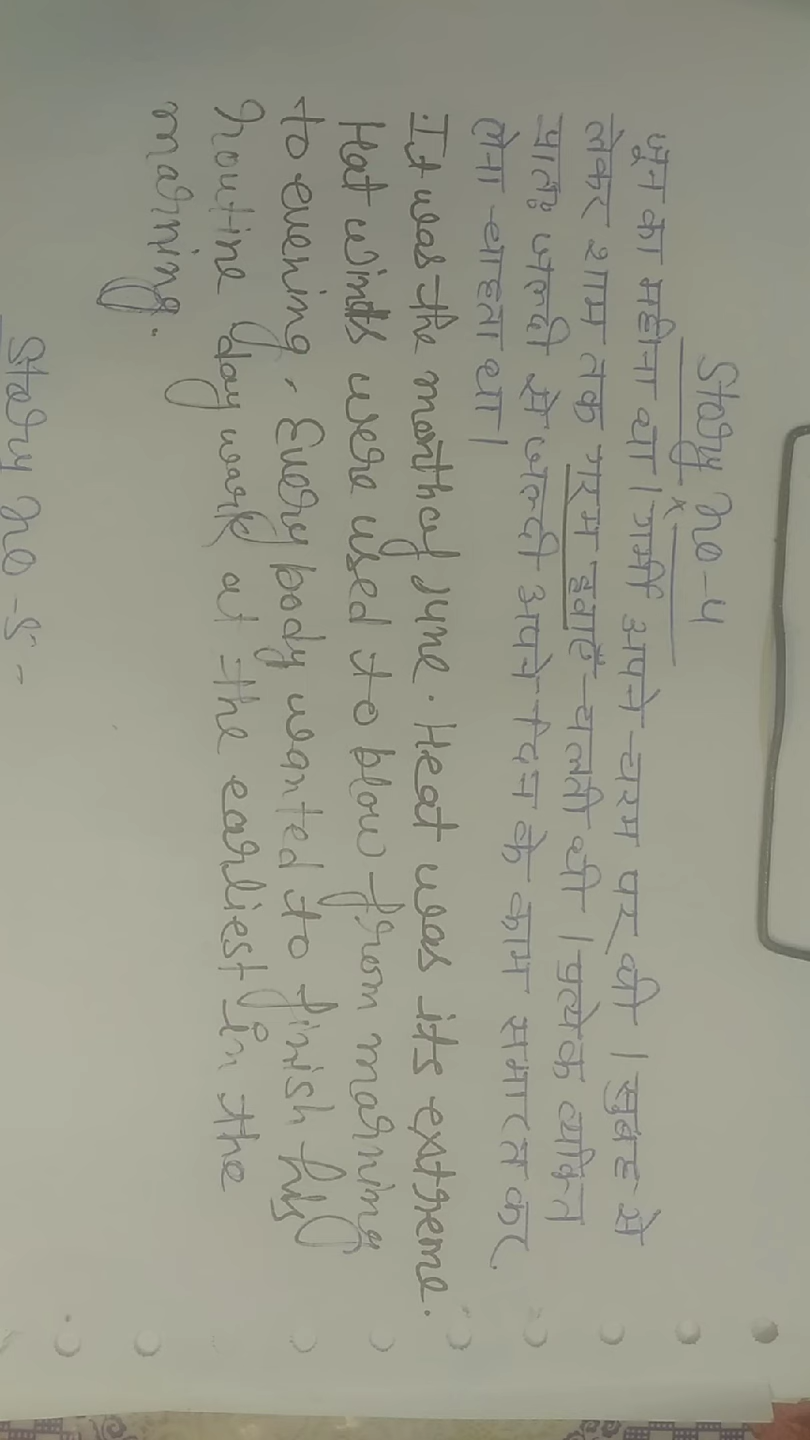 Story no-4
जून का महीना था। गर्मी अपने चरम पर थी। सुबह से
लेकर शाम तक गरम हवाएँ चलती थी। प्रत्येक व्यक्ति
प्रातः जल्दी से जल्दी अपने दिन के काम समाप्त कर
लेना चाहता था।
It was the month of June. Heat was its extreme.
Hot winds were used to blow from morning
to evening. Every body wanted to finish his
routine day work at the earliest in the
morning.
Story no-5-